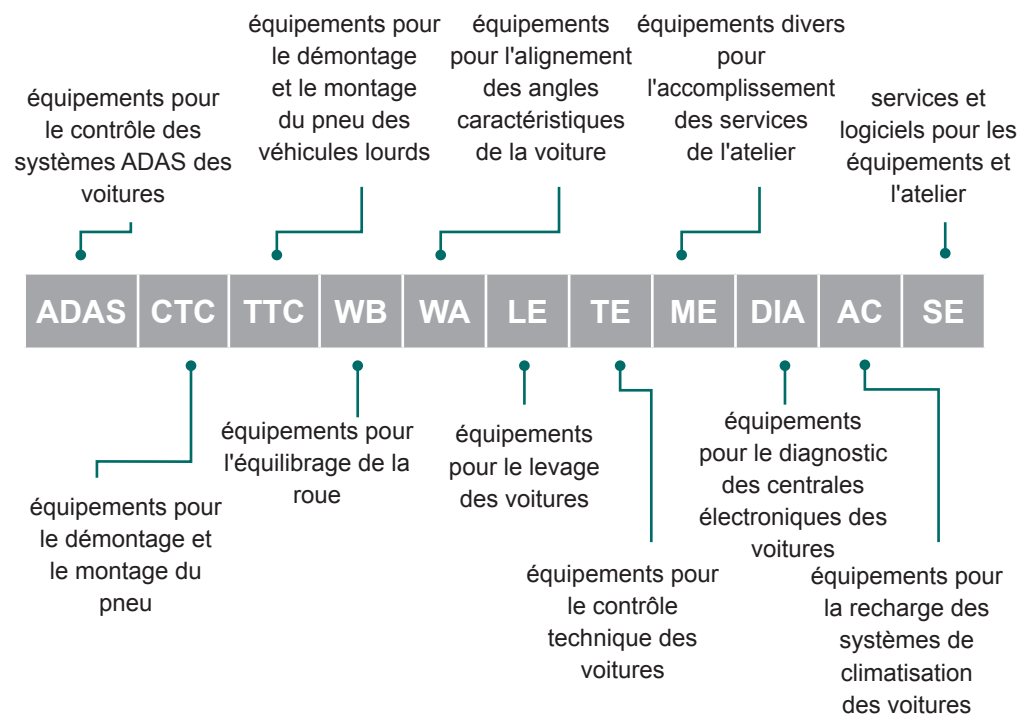 équipements pour
le contrôle des
systèmes ADAS des
voitures
équipements pour
le démontage
et le montage
du pneu des
véhicules lourds
équipements
pour l'alignement
des angles
caractéristiques
de la voiture
équipements divers
pour
l'accomplissement
des services
de l'atelier
services et
logiciels pour les
équipements et
l'atelier
ADAS CTC TTC WB WA LE TE ME DIA AC SE
équipements pour
le démontage et
le montage du
pneu
équipements pour
l'équilibrage de la
roue
équipements
pour le levage
des voitures
équipements pour
le contrôle
technique des
voitures
équipements
pour le diagnostic
des centrales
électroniques des
voitures
équipements pour
la recharge des
systèmes de
climatisation
des voitures